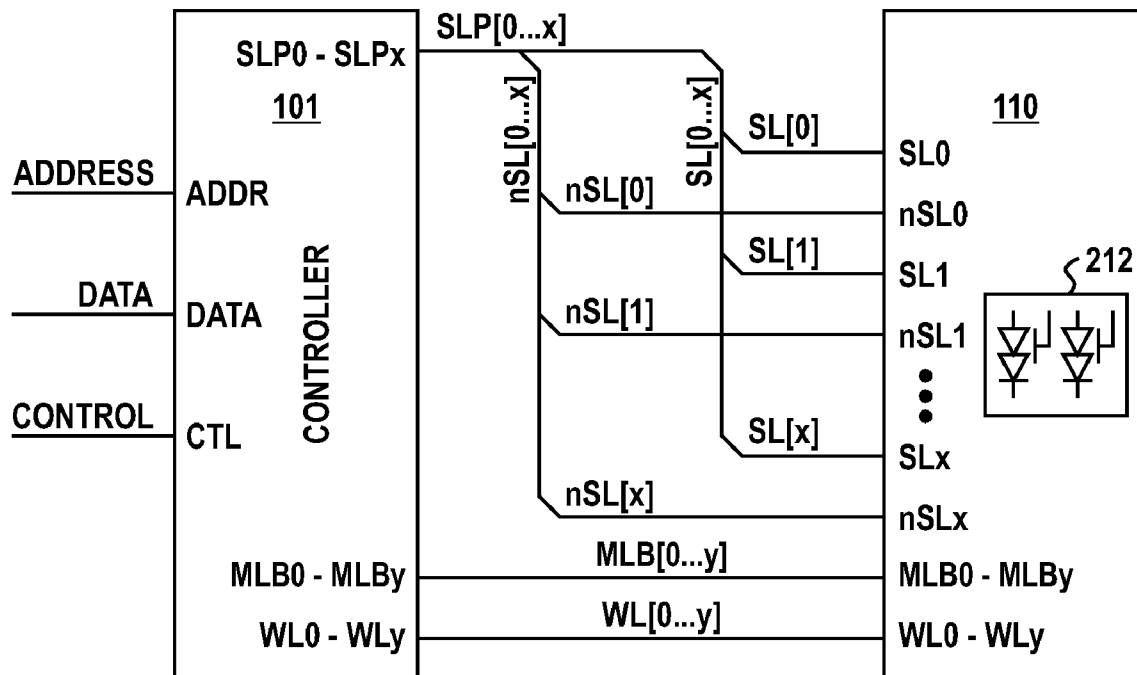 SLP[0...x]
SLP0 - SLPx
101
110
nSL[0...x]
SL[0...x]
SL[0]
SL0
ADDRESS
ADDR
nSL[0]
nSL0
SL[1]
SL1
212
DATA
DATA
CONTROLLER
nSL[1]
nSL1
CONTROL
CTL
SL[x]
SLx
nSL[x]
nSLx
MLB[0...y]
MLB0 - MLBy
MLB0 - MLBy
WL[0...y]
WL0 - WLy
WL0 - WLy